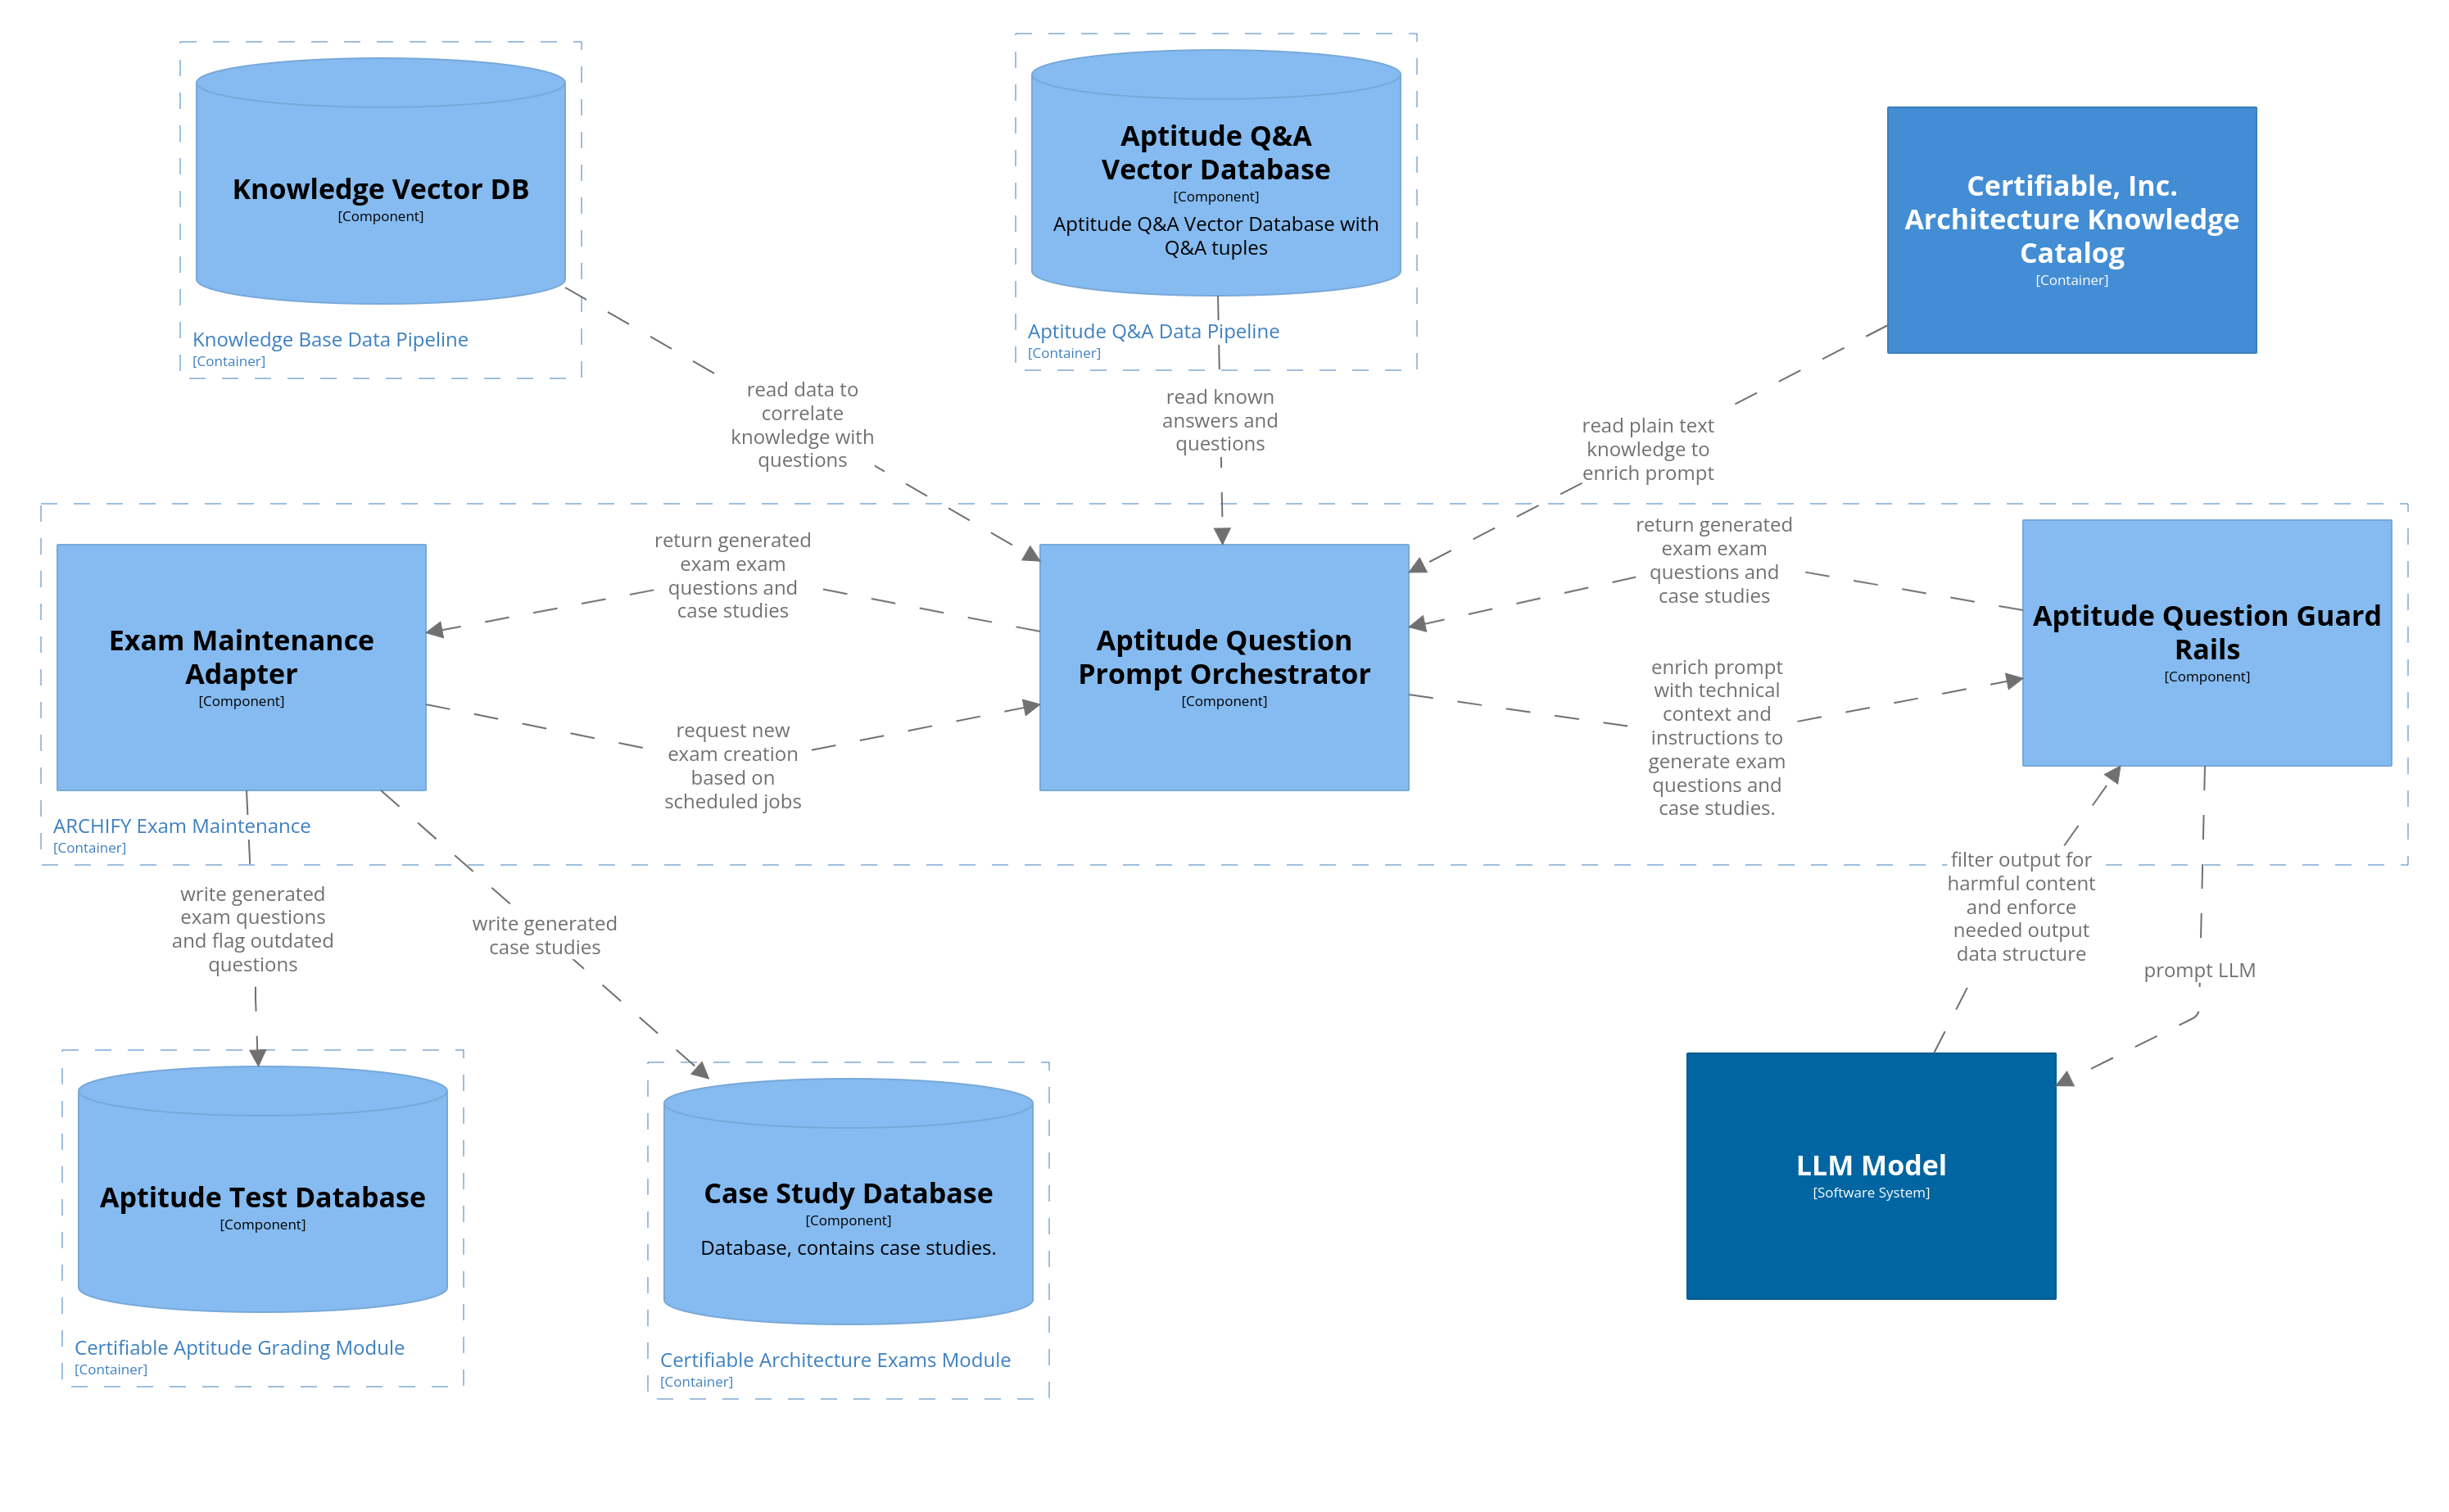 Knowledge Vector DB
[Component]
Knowledge Base Data Pipeline
[Container]
Aptitude Q&A
Vector Database
[Component]
Aptitude Q&A Vector Database with
Q&A tuples
Aptitude Q&A Data Pipeline
[Container]
Certifiable, Inc.
Architecture Knowledge
Catalog
[Container]
read data to
correlate
knowledge with
questions
read known
answers and
questions
read plain text
knowledge to
enrich prompt
Exam Maintenance
Adapter
[Component]
return generated
exam exam
questions and
case studies
request new
exam creation
based on
scheduled jobs
Aptitude Question
Prompt Orchestrator
[Component]
return generated
exam exam
questions and
case studies
enrich prompt
with technical
context and
instructions to
generate exam
questions and
case studies.
Aptitude Question Guard
Rails
[Component]
ARCHIFY Exam Maintenance
[Container]
write generated
exam questions
and flag outdated
questions
write generated
case studies
filter output for
harmful content
and enforce
needed output
data structure
prompt LLM
Aptitude Test Database
[Component]
Certifiable Aptitude Grading Module
[Container]
Case Study Database
[Component]
Database, contains case studies.
Certifiable Architecture Exams Module
[Container]
LLM Model
[Software System]